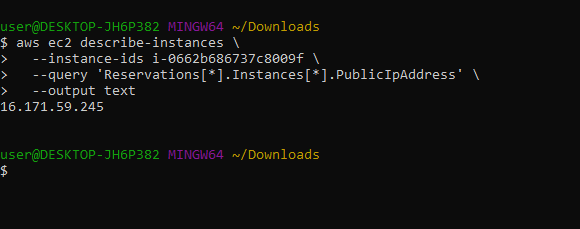 user@DESKTOP-JH6P382 MINGW64 ~/Downloads
$ aws ec2 describe-instances \
>   --instance-ids i-0662b686737c8009f \
>   --query 'Reservations[*].Instances[*].PublicIpAddress' \
>   --output text
16.171.59.245
user@DESKTOP-JH6P382 MINGW64 ~/Downloads
$